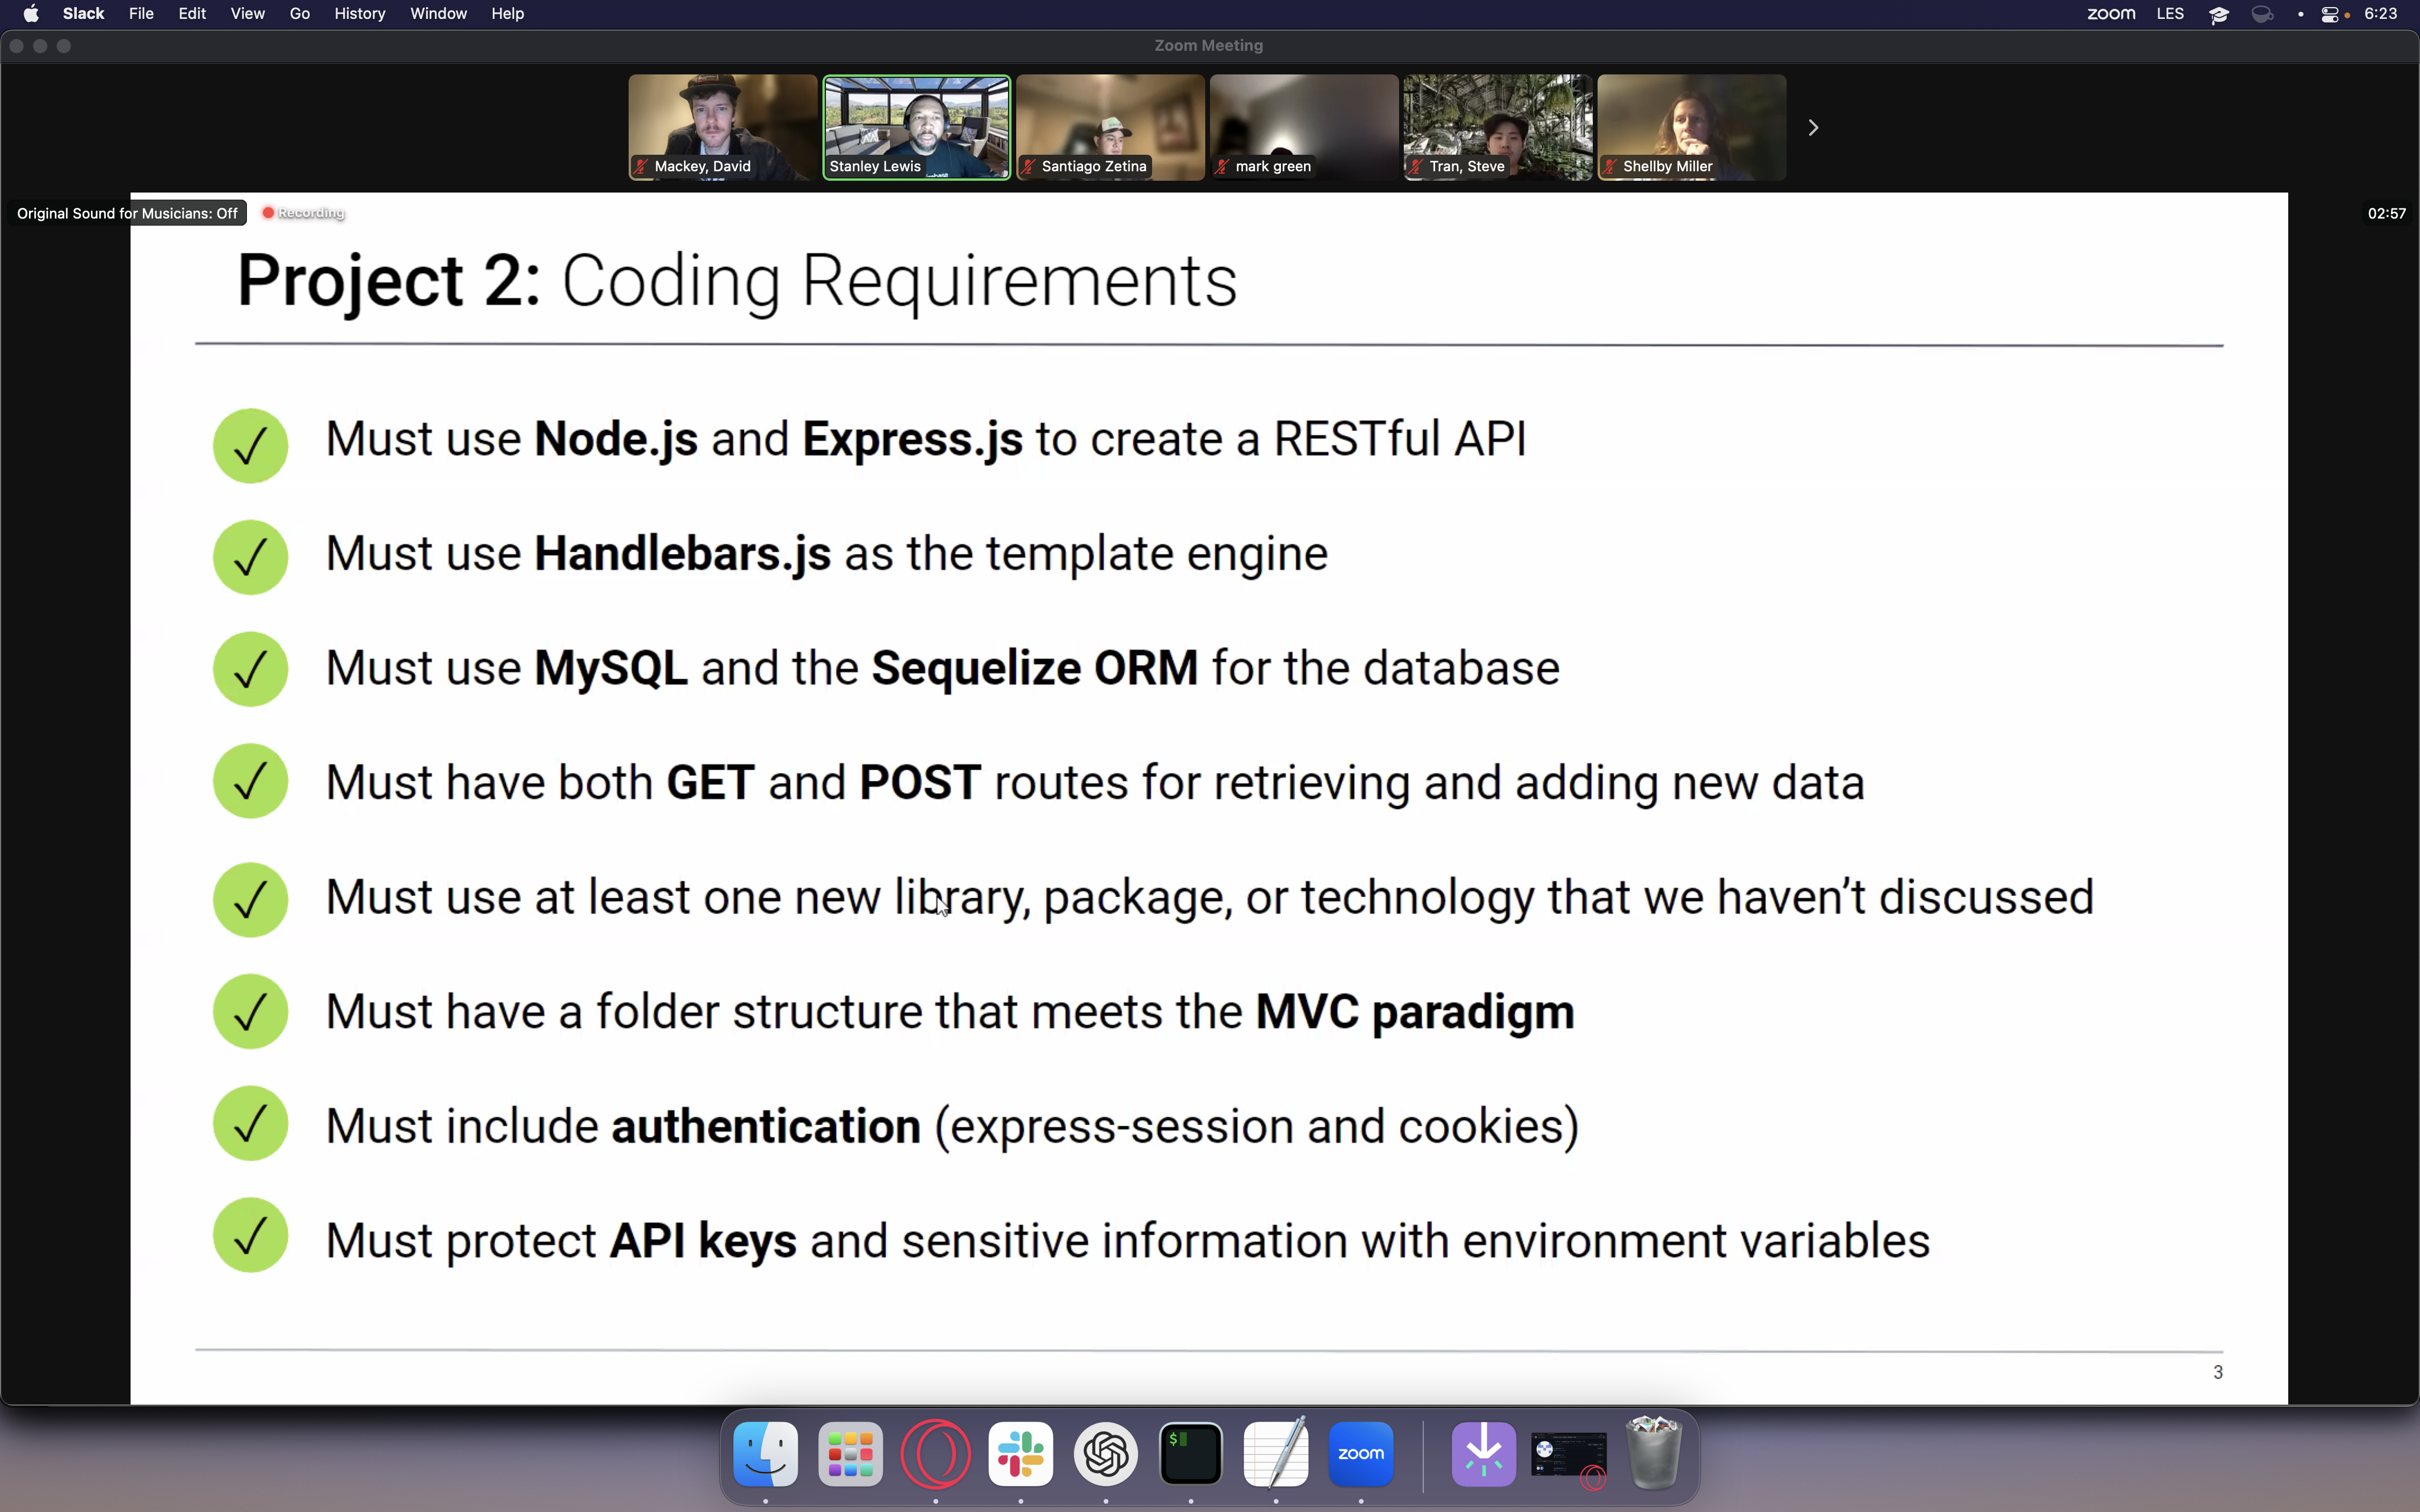 Slack File Edit View Go History Window Help
zoom LES 6:23
Zoom Meeting
Mackey, David
Stanley Lewis
Santiago Zetina
mark green
Tran, Steve
Shellby Miller
Original Sound for Musicians: Off
Recording
02:57
Project 2: Coding Requirements
✓ Must use Node.js and Express.js to create a RESTful API
✓ Must use Handlebars.js as the template engine
✓ Must use MySQL and the Sequelize ORM for the database
✓ Must have both GET and POST routes for retrieving and adding new data
✓ Must use at least one new library, package, or technology that we haven’t discussed
✓ Must have a folder structure that meets the MVC paradigm
✓ Must include authentication (express-session and cookies)
✓ Must protect API keys and sensitive information with environment variables
3
$
zoom